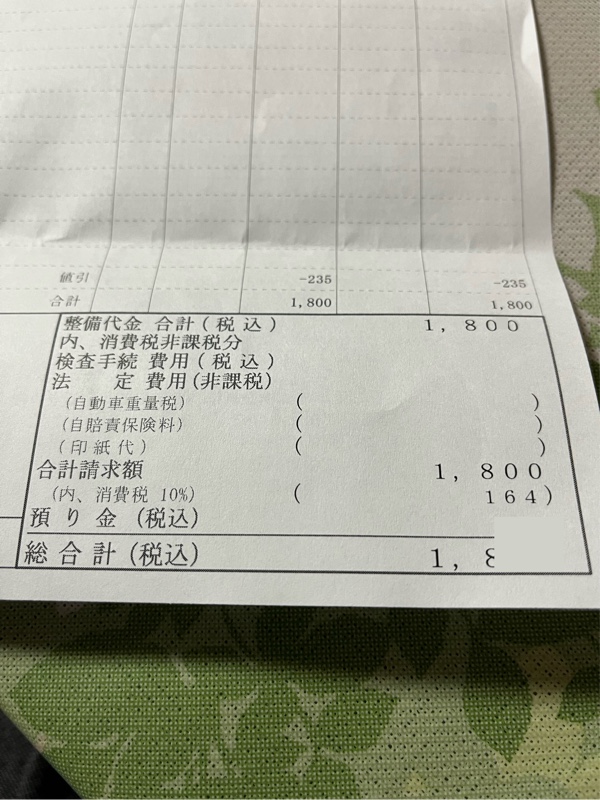 値引 -235 -235
合計 1,800 1,800
整備代金 合計(税込) 1,800
内、消費税非課税分
検査手続 費用(税込)
法 定 費用(非課税)
(自動車重量税) ( )
(自賠責保険料) ( )
(印紙代) ( )
合計請求額 1,800
(内、消費税 10%) ( 164)
預り金 (税込)
総合計(税込) 1,